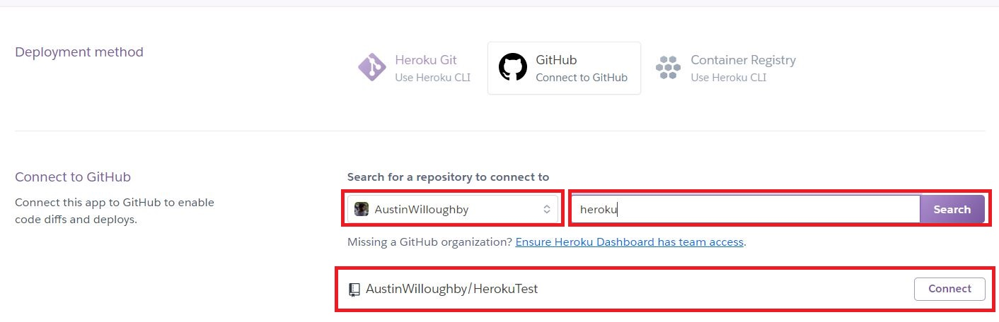 Deployment method
Heroku Git
Use Heroku CLI
GitHub
Connect to GitHub
Container Registry
Use Heroku CLI
Connect to GitHub
Connect this app to GitHub to enable
code diffs and deploys.
Search for a repository to connect to
AustinWilloughby
heroku
Search
Missing a GitHub organization? Ensure Heroku Dashboard has team access.
AustinWilloughby/HerokuTest
Connect